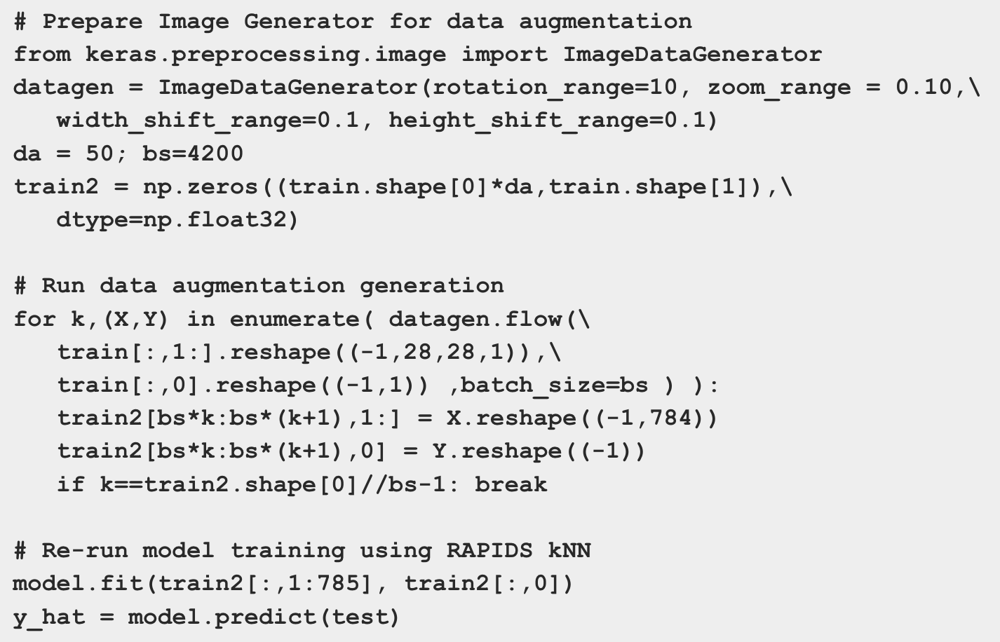 # Prepare Image Generator for data augmentation
from keras.preprocessing.image import ImageDataGenerator
datagen = ImageDataGenerator(rotation_range=10, zoom_range = 0.10,\
   width_shift_range=0.1, height_shift_range=0.1)
da = 50; bs=4200
train2 = np.zeros((train.shape[0]*da,train.shape[1]),\
   dtype=np.float32)

# Run data augmentation generation
for k,(X,Y) in enumerate( datagen.flow(\
   train[:,1:].reshape((-1,28,28,1)),\
   train[:,0].reshape((-1,1)) ,batch_size=bs ) ):
   train2[bs*k:bs*(k+1),1:] = X.reshape((-1,784))
   train2[bs*k:bs*(k+1),0] = Y.reshape((-1))
   if k==train2.shape[0]//bs-1: break

# Re-run model training using RAPIDS kNN
model.fit(train2[:,1:785], train2[:,0])
y_hat = model.predict(test)